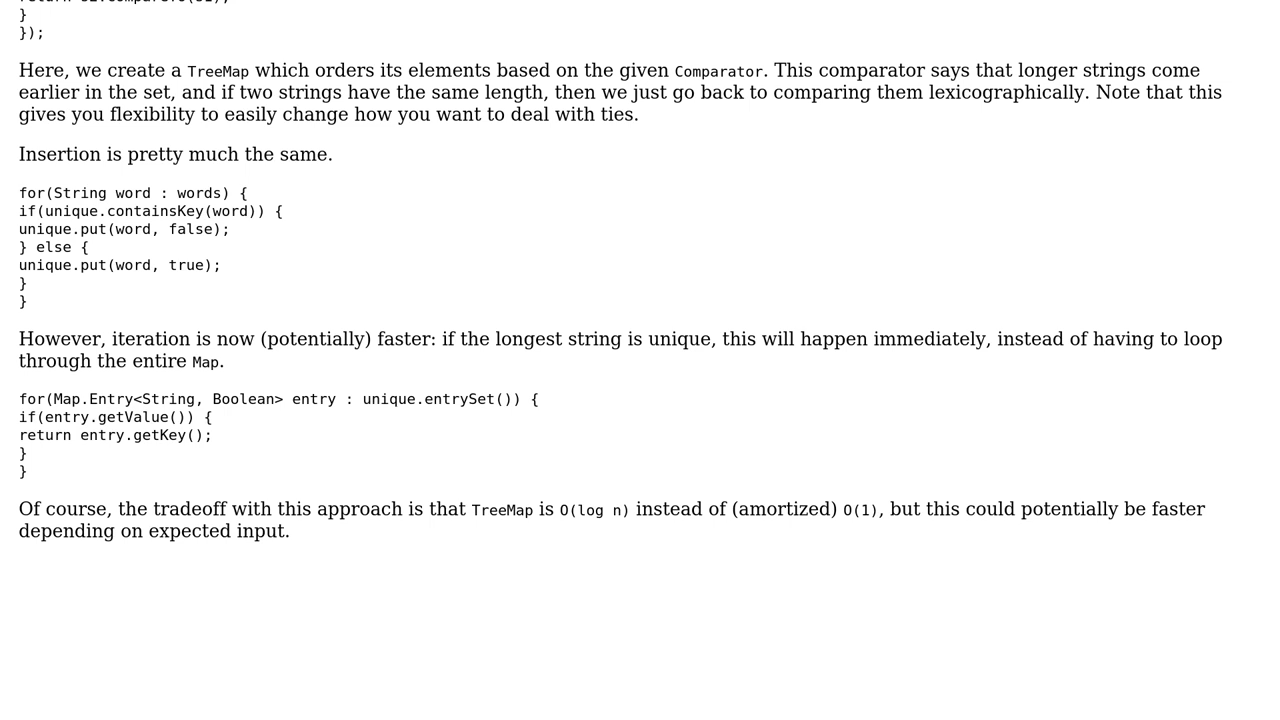 }
});
Here, we create a TreeMap which orders its elements based on the given Comparator. This comparator says that longer strings come
earlier in the set, and if two strings have the same length, then we just go back to comparing them lexicographically. Note that this
gives you flexibility to easily change how you want to deal with ties.
Insertion is pretty much the same.
for(String word : words) {
if(unique.containsKey(word)) {
unique.put(word, false);
} else {
unique.put(word, true);
}
}
However, iteration is now (potentially) faster: if the longest string is unique, this will happen immediately, instead of having to loop
through the entire Map.
for(Map.Entry<String, Boolean> entry : unique.entrySet()) {
if(entry.getValue()) {
return entry.getKey();
}
}
Of course, the tradeoff with this approach is that TreeMap is O(log n) instead of (amortized) O(1), but this could potentially be faster
depending on expected input.